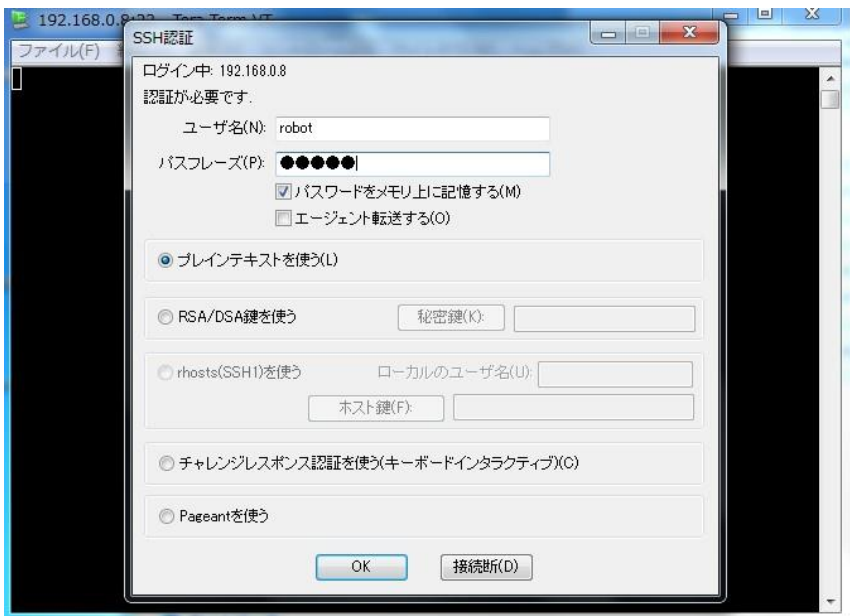 192.168.0.8:22 - Tera Term VT
ファイル(F)
SSH認証
ログイン中: 192.168.0.8
認証が必要です.
ユーザ名(N): robot
パスフレーズ(P): ●●●●●
パスワードをメモリ上に記憶する(M)
エージェント転送する(O)
プレインテキストを使う(L)
RSA/DSA鍵を使う 秘密鍵(K):
rhosts(SSH1)を使う ローカルのユーザ名(U):
ホスト鍵(F):
チャレンジレスポンス認証を使う(キーボードインタラクティブ)(C)
Pageantを使う
OK 接続断(D)